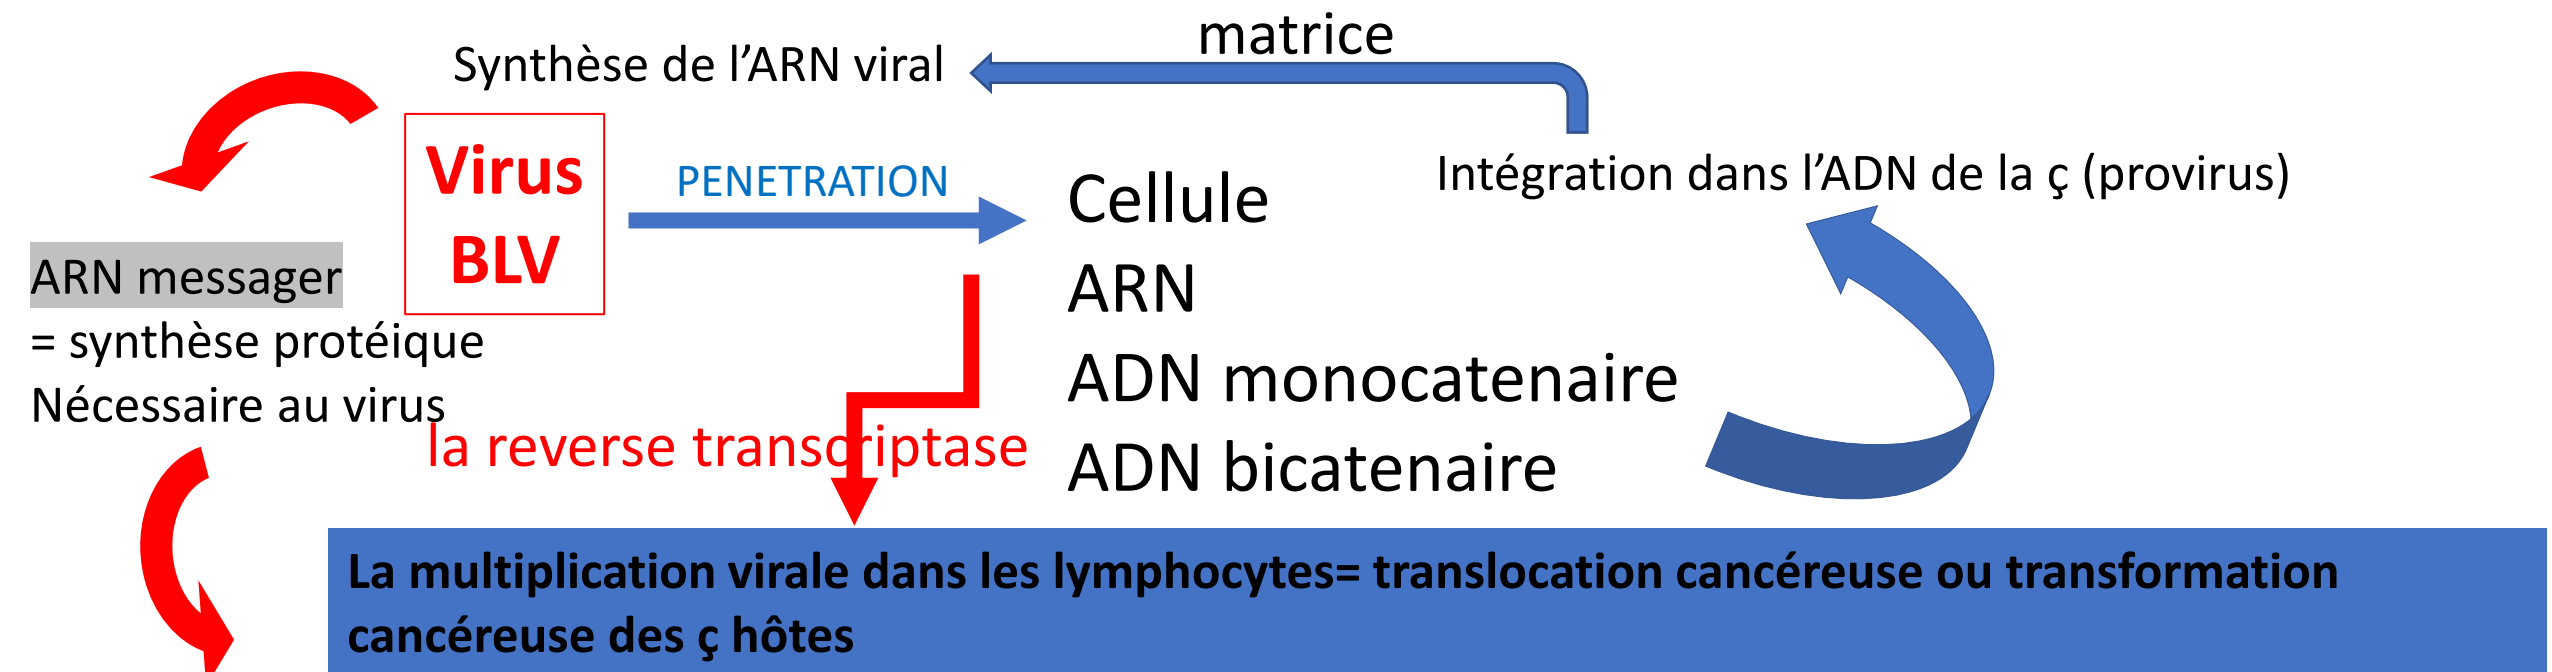 matrice
Synthèse de l’ARN viral
Virus
BLV
PENETRATION
Cellule
ARN
ADN monocatenaire
ADN bicatenaire
Intégration dans l’ADN de la ç (provirus)
ARN messager
= synthèse protéique
Nécessaire au virus
la reverse transcriptase
La multiplication virale dans les lymphocytes= translocation cancéreuse ou transformation
cancéreuse des ç hôtes